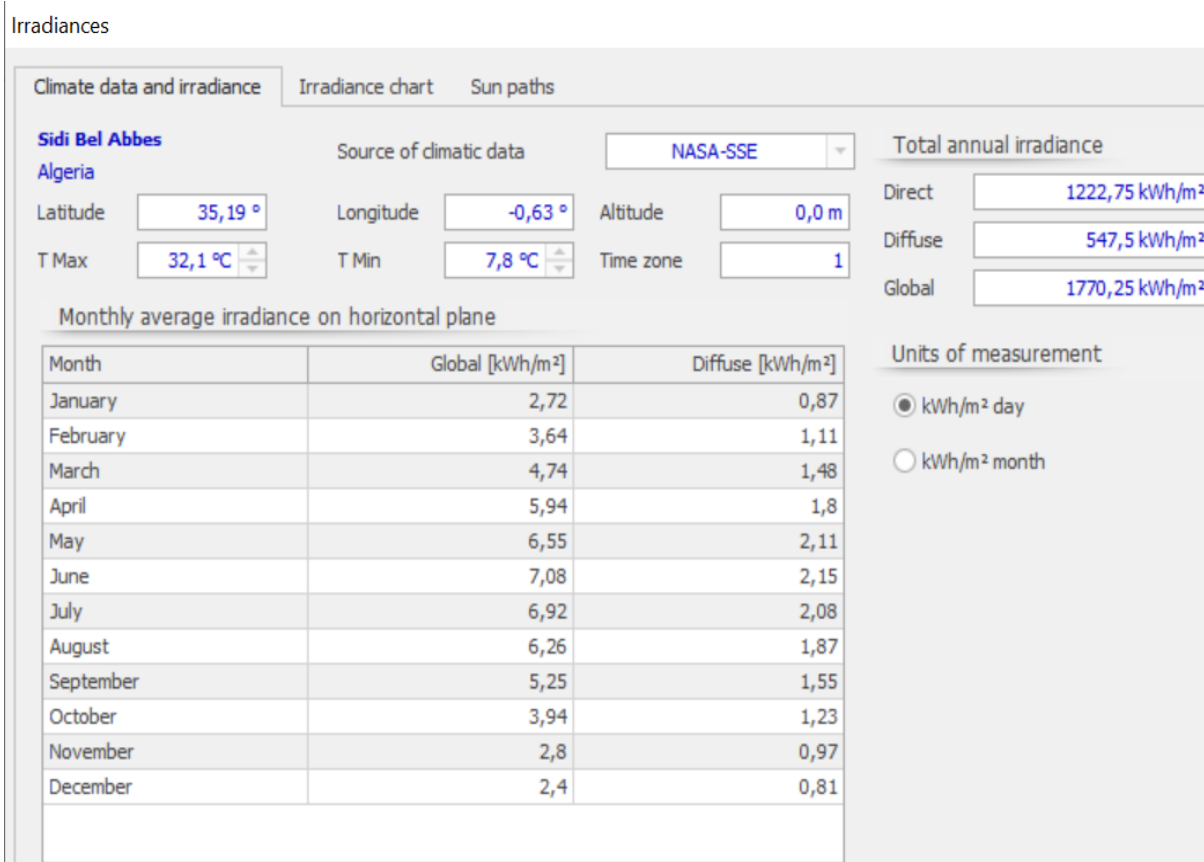 Irradiances
Climate data and irradiance Irradiance chart Sun paths
Sidi Bel Abbes
Algeria
Source of climatic data NASA-SSE
Latitude 35,19 º Longitude -0,63 º Altitude 0,0 m
T Max 32,1 ºC T Min 7,8 ºC Time zone 1
Total annual irradiance
Direct 1222,75 kWh/m²
Diffuse 547,5 kWh/m²
Global 1770,25 kWh/m²
Monthly average irradiance on horizontal plane
Month Global [kWh/m²] Diffuse [kWh/m²]
January 2,72 0,87
February 3,64 1,11
March 4,74 1,48
April 5,94 1,8
May 6,55 2,11
June 7,08 2,15
July 6,92 2,08
August 6,26 1,87
September 5,25 1,55
October 3,94 1,23
November 2,8 0,97
December 2,4 0,81
Units of measurement
kWh/m² day
kWh/m² month